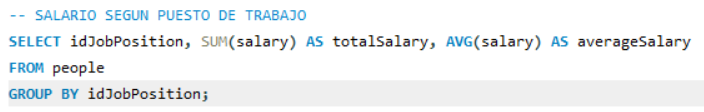 -- SALARIO SEGUN PUESTO DE TRABAJO
SELECT idJobPosition, SUM(salary) AS totalSalary, AVG(salary) AS averageSalary
FROM people
GROUP BY idJobPosition;